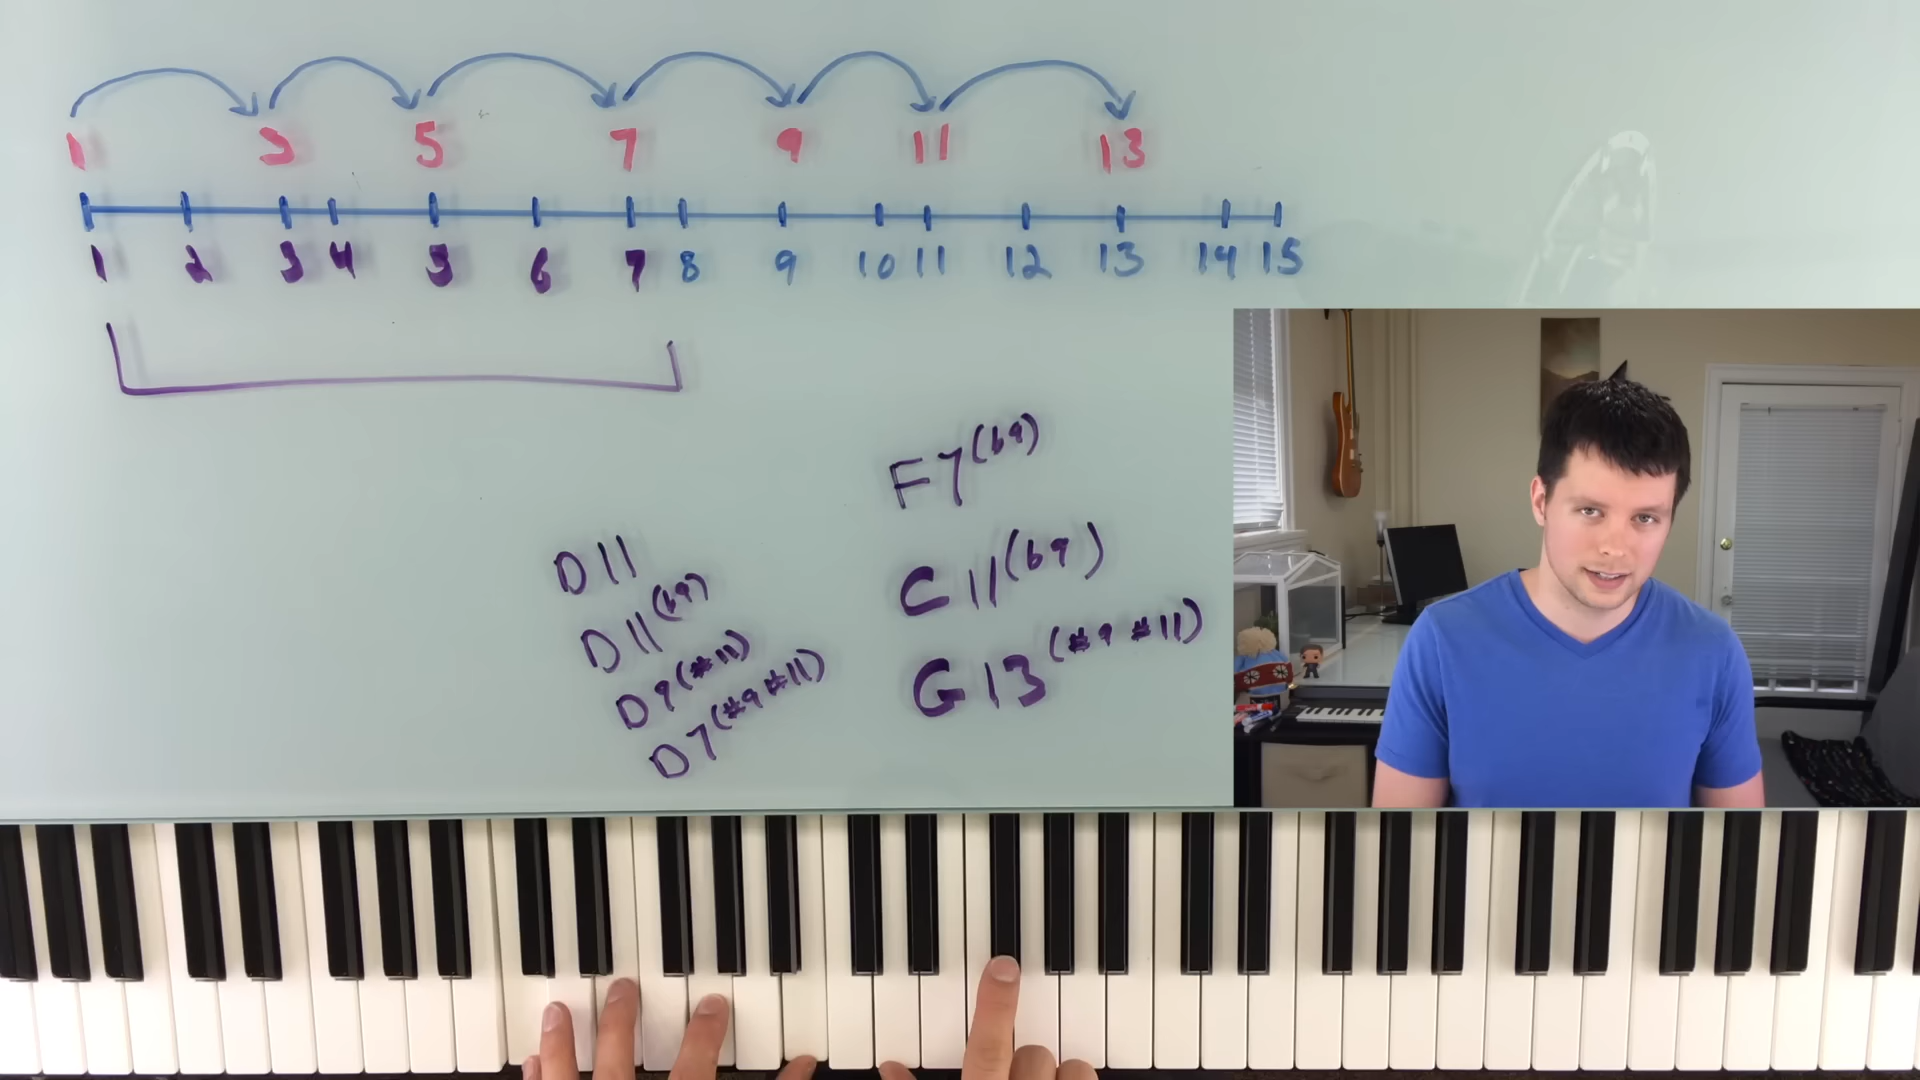 1 3 5 7 9 11 13
1 2 3 4 5 6 7 8 9 10 11 12 13 14 15
D11
D11(b9)
D9(#11)
D7(#9 #11)
F7(b9)
C11(b9)
G13(#9 #11)